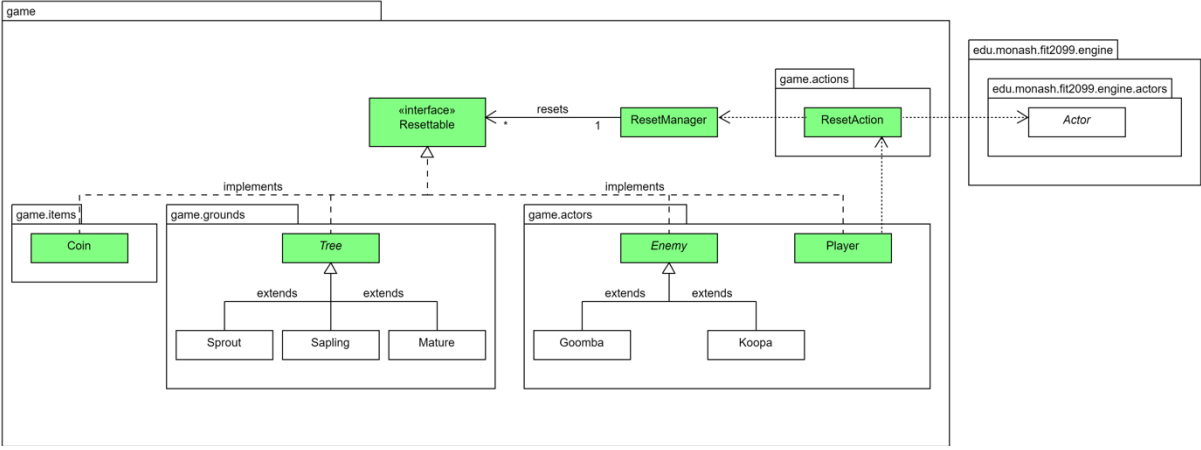 game
edu.monash.fit2099.engine
game.actions
edu.monash.fit2099.engine.actors
«interface»
Resettable
resets
*
1
ResetManager
ResetAction
Actor
implements
implements
game.items
game.grounds
game.actors
Coin
Tree
Enemy
Player
extends
extends
extends
extends
Sprout
Sapling
Mature
Goomba
Koopa